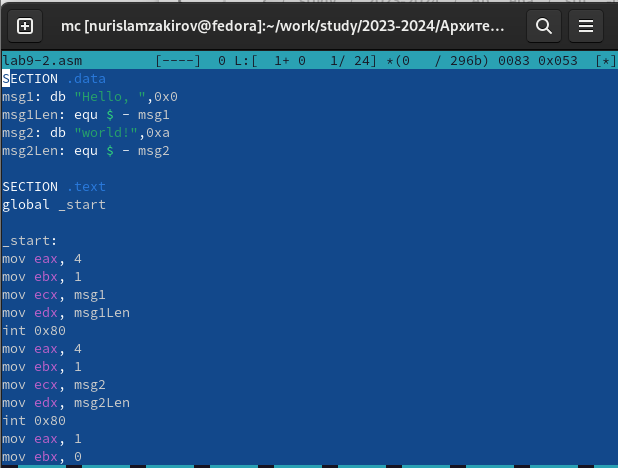 mc [nurislamzakirov@fedora]:~/work/study/2023-2024/Архите...
lab9-2.asm [----] 0 L:[ 1+ 0 1/ 24] *(0 / 296b) 0083 0x053 [*]
SECTION .data
msg1: db "Hello, ",0x0
msg1Len: equ $ - msg1
msg2: db "world!",0xa
msg2Len: equ $ - msg2
SECTION .text
global _start
_start:
mov eax, 4
mov ebx, 1
mov ecx, msg1
mov edx, msg1Len
int 0x80
mov eax, 4
mov ebx, 1
mov ecx, msg2
mov edx, msg2Len
int 0x80
mov eax, 1
mov ebx, 0